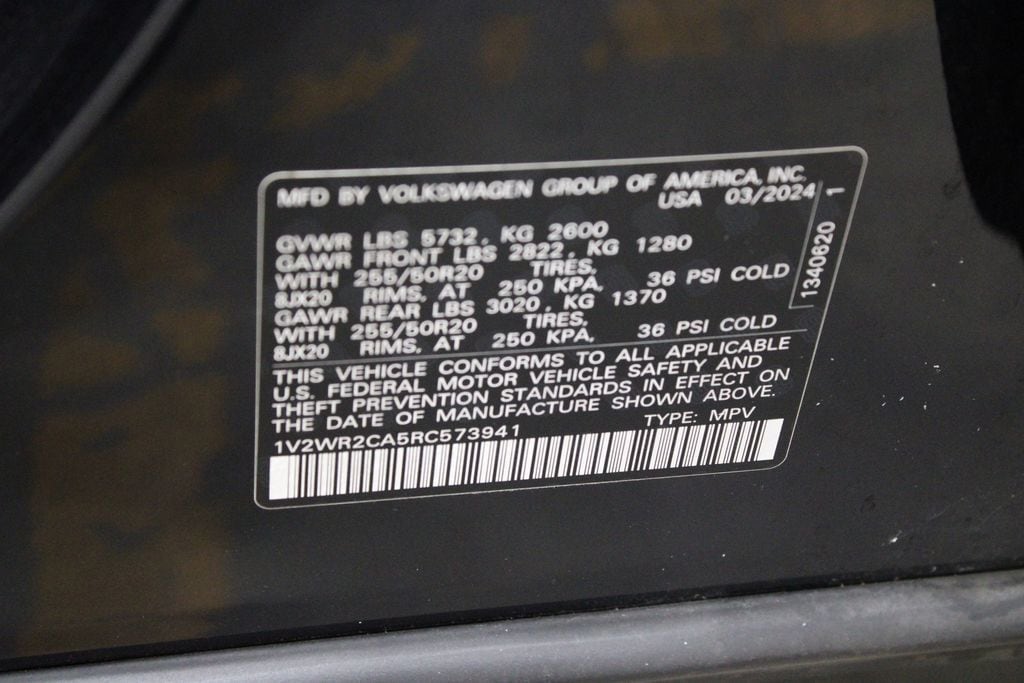 MFD BY VOLKSWAGEN GROUP OF AMERICA, INC.
USA 03/2024
GVWR LBS 5732, KG 2600
GAWR FRONT LBS 2822, KG 1280
WITH 255/50R20 TIRES,
8JX20 RIMS, AT 250 KPA, 36 PSI COLD
GAWR REAR LBS 3020, KG 1370
WITH 255/50R20 TIRES,
8JX20 RIMS, AT 250 KPA, 36 PSI COLD
1340620 1
THIS VEHICLE CONFORMS TO ALL APPLICABLE
U.S. FEDERAL MOTOR VEHICLE SAFETY AND
THEFT PREVENTION STANDARDS IN EFFECT ON
THE DATE OF MANUFACTURE SHOWN ABOVE.
1V2WR2CA5RC573941 TYPE: MPV